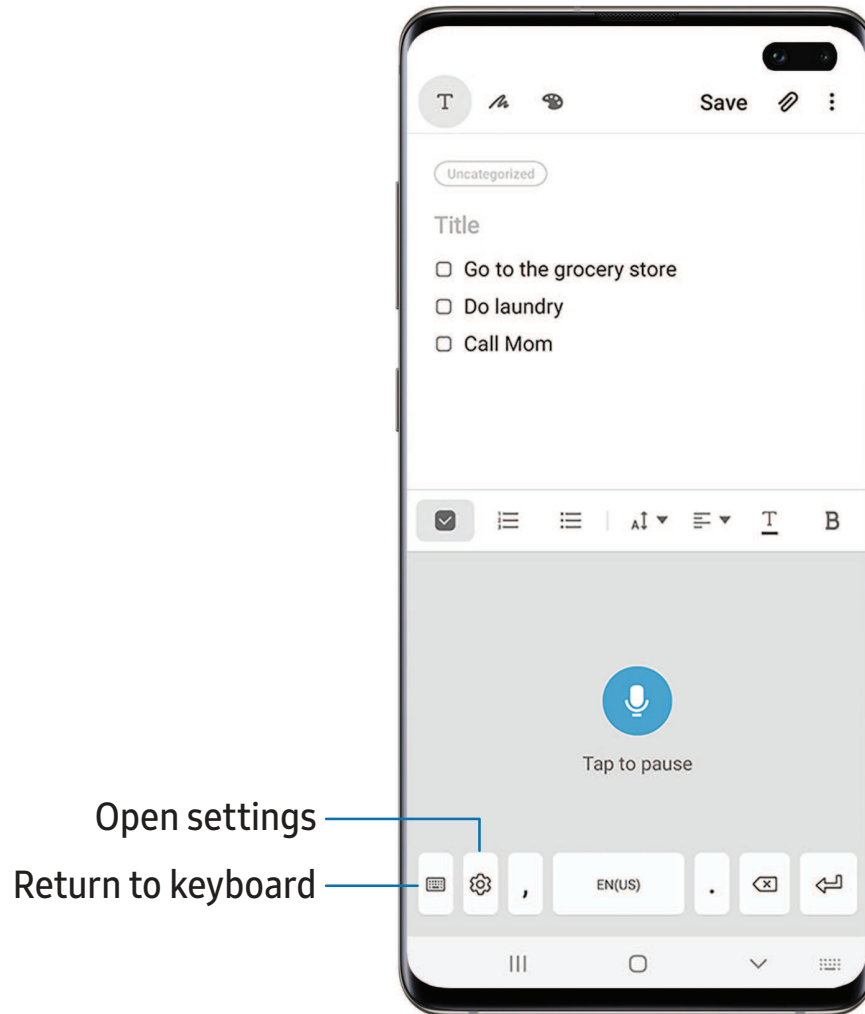 T
Save
Uncategorized
Title
Go to the grocery store
Do laundry
Call Mom
A T B
Tap to pause
Open settings
Return to keyboard
, EN(US) .